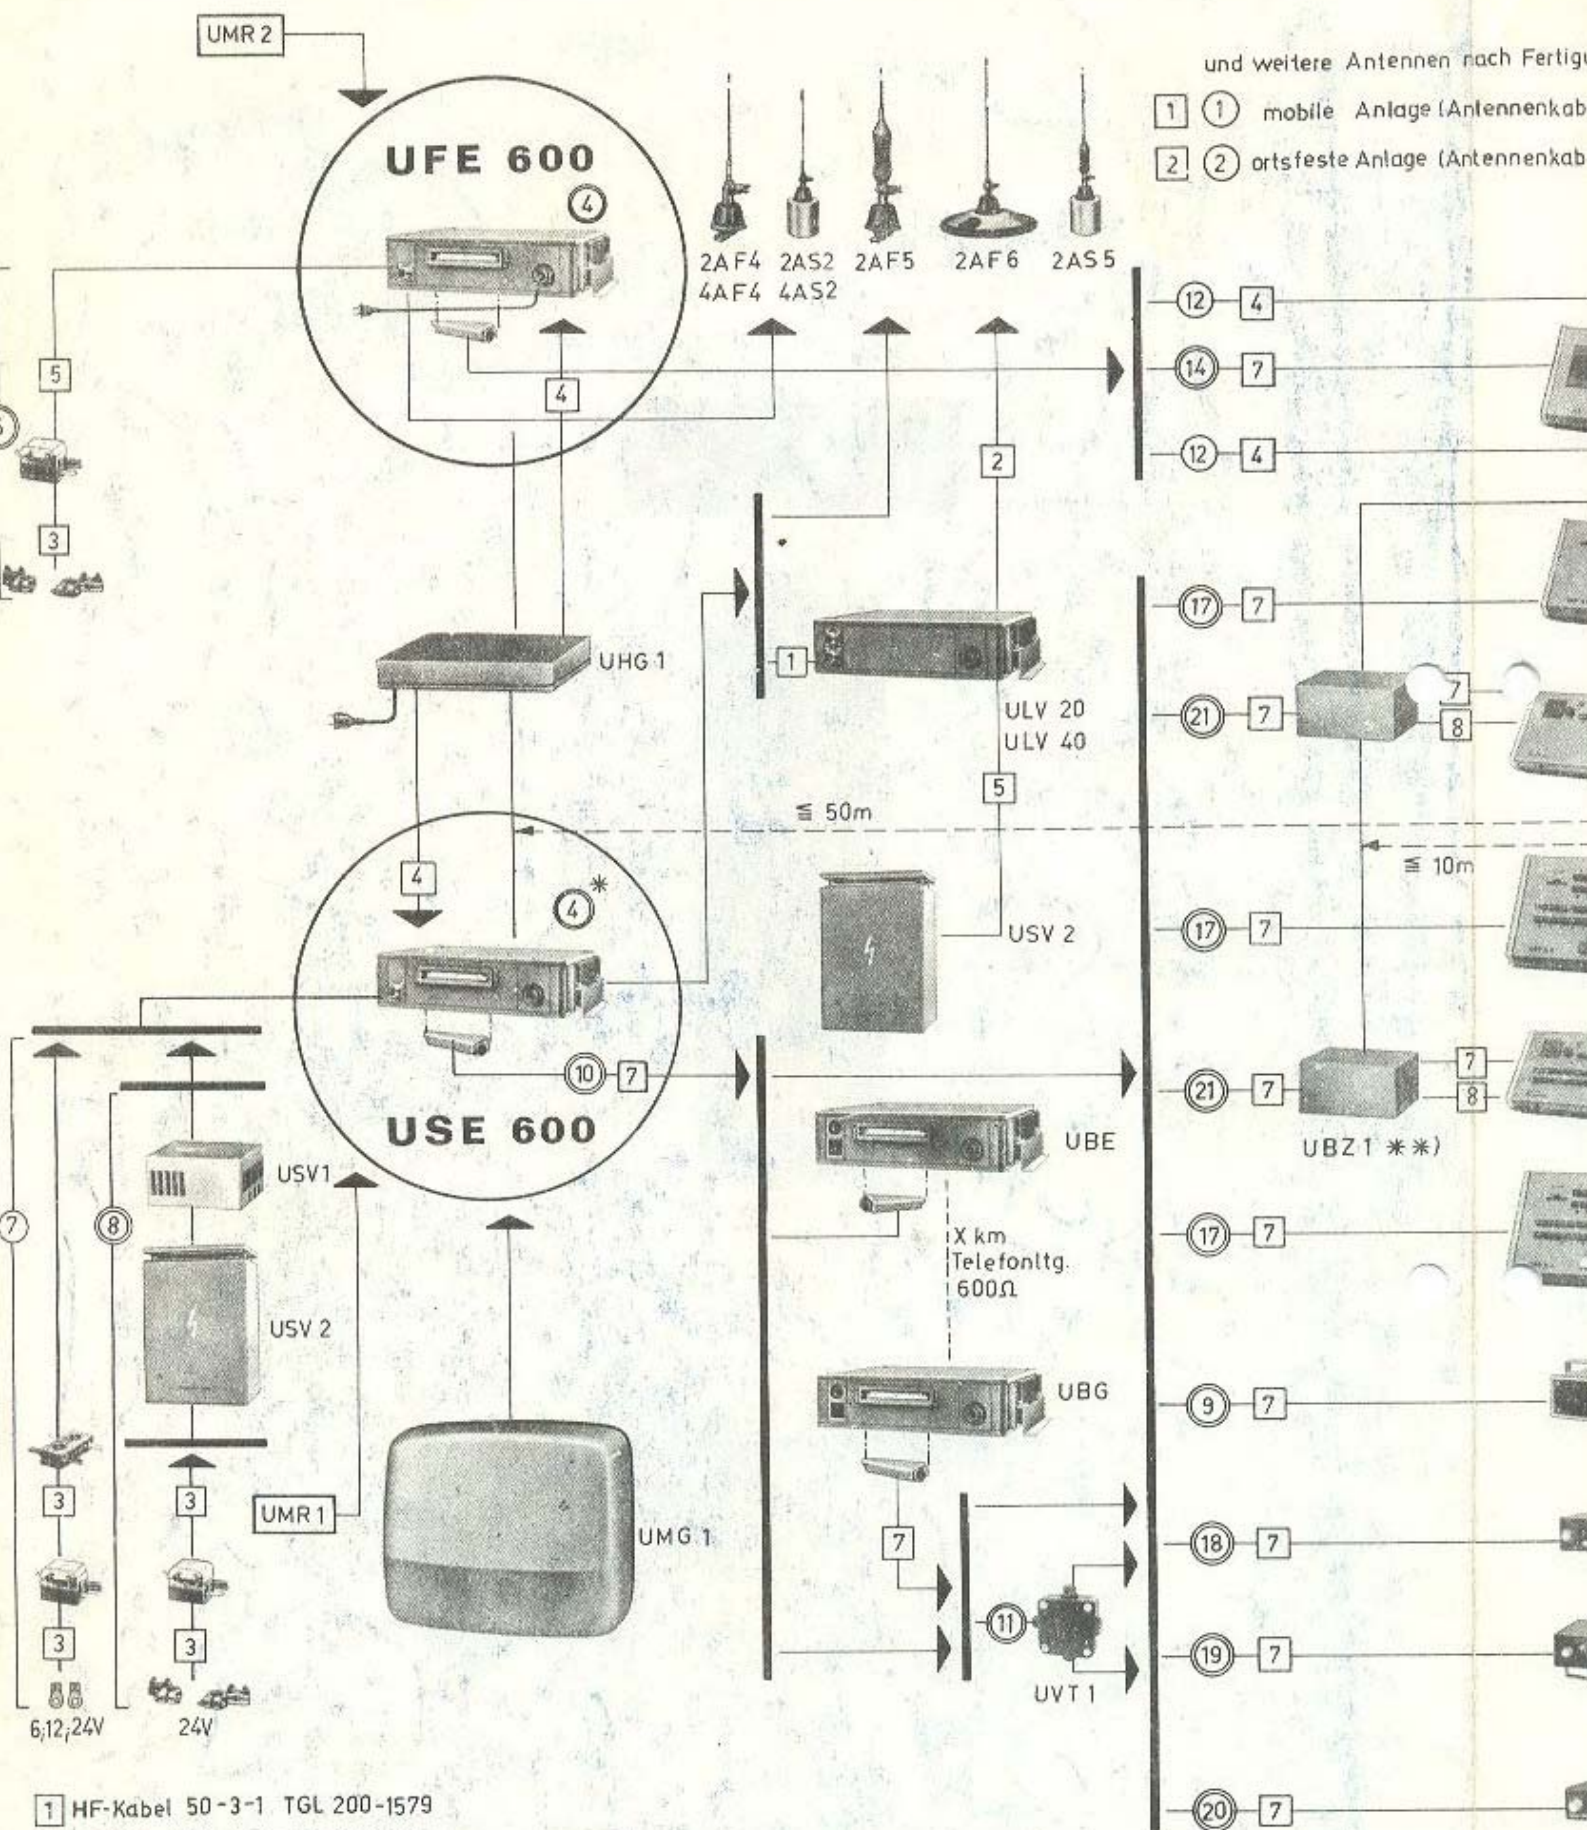 UMR 2
und weitere Antennen nach
1 1 mobile Anlage (Antennenkab
2 2 ortsfeste Anlage (Antennenkab
UFE 600
4
2AF4 2AS2 2AF5 2AF6 2AS5
4AF4 4AS2
12 4
5
4
14 7
12 4
2
3
17 7
UHG 1
1
21 7
7
8
ULV 20
ULV 40
5
≦ 50m
≦ 10m
4
4*
17 7
USV 2
10 7
7
21 7
8
USE 600
UBE
UBZ 1 **)
USV1
7
8
17 7
X km
Telefonltg.
600Ω
USV 2
UBG
9 7
3
3
UMR 1
UMG 1
7
18 7
11
3
3
19 7
UVT 1
6;12;24V
24V
1 HF-Kabel 50-3-1 TGL 200-1579
20 7